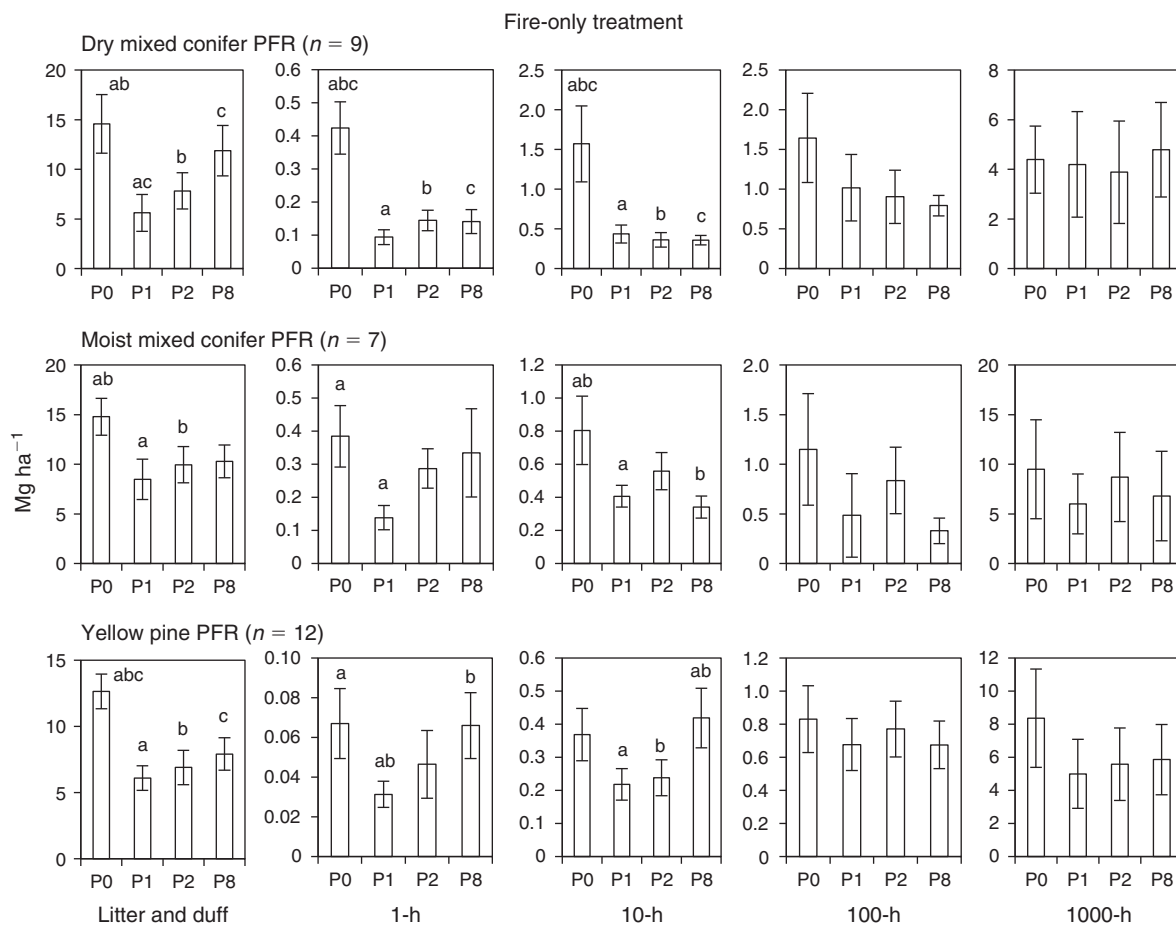 Fire-only treatment
Dry mixed conifer PFR (n = 9)
20 0.6 2.5 2.5 8
ab abc abc
15 0.5 2.0 2.0 6
c
0.4
10 0.3 1.5 1.5 4
b
ac 0.2 1.0 1.0
b c
5 0.1 a 0.5 a b c 0.5 2
0 0 0 0 0
P0 P1 P2 P8 P0 P1 P2 P8 P0 P1 P2 P8 P0 P1 P2 P8 P0 P1 P2 P8
Moist mixed conifer PFR (n = 7)
20 0.6 1.2 2.0 20
ab a ab
15 0.5 1.0 1.5 15
0.4 0.8
a b
10 0.3 0.6 1.0 10
a b
0.2 a 0.4
5 0.1 0.2 0.5 5
0 0 0 0 0
P0 P1 P2 P8 P0 P1 P2 P8 P0 P1 P2 P8 P0 P1 P2 P8 P0 P1 P2 P8
Mg ha−1
Yellow pine PFR (n = 12)
15 0.10 0.6 1.2 12
abc a b ab
0.08 0.5 1.0 10
10 0.06 0.4 0.8 8
a b c ab 0.3 a b 0.6 6
5 0.04 0.2 0.4 4
0.02 0.1 0.2 2
0 0 0 0 0
P0 P1 P2 P8 P0 P1 P2 P8 P0 P1 P2 P8 P0 P1 P2 P8 P0 P1 P2 P8
Litter and duff 1-h 10-h 100-h 1000-h